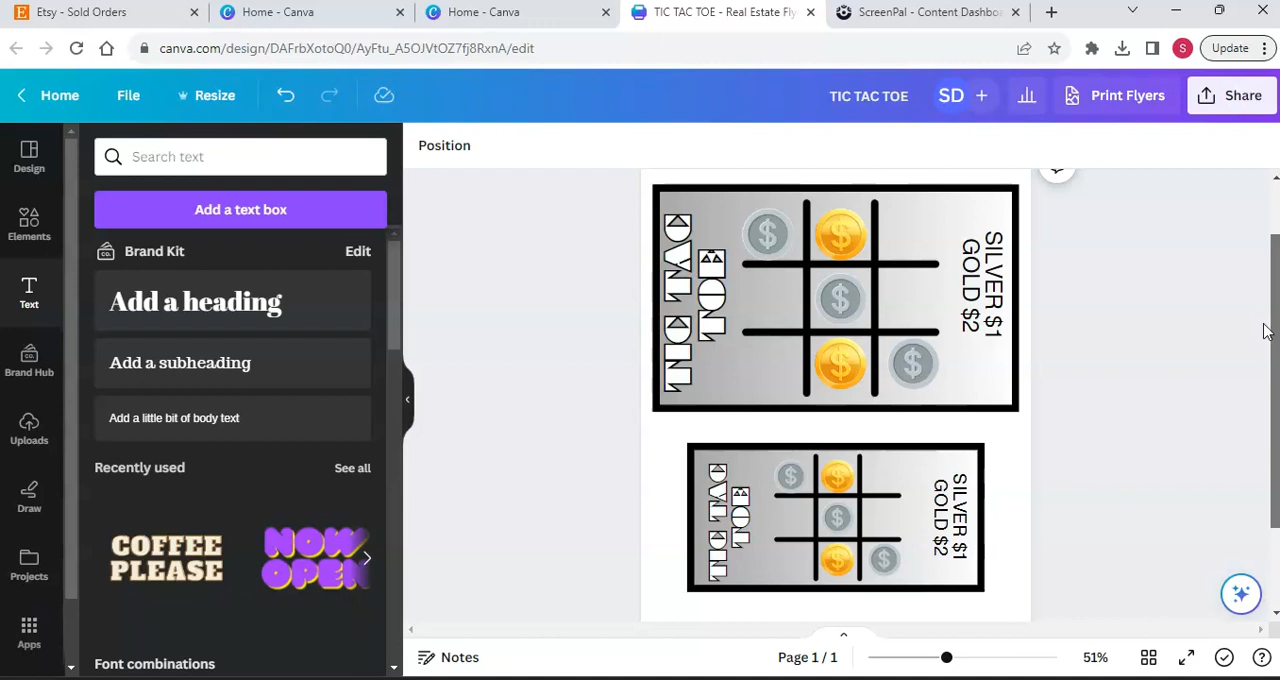 Etsy - Sold Orders
Home - Canva
Home - Canva
TIC TAC TOE - Real Estate Fly
ScreenPal - Content Dashboa
canva.com/design/DAFrbXotoQ0/AyFtu_A5OJVtOZ7fj8RxnA/edit
S
Update
Home
File
Resize
TIC TAC TOE
SD
Print Flyers
Share
Design
Elements
Text
Brand Hub
Uploads
Draw
Projects
Apps
Search text
Add a text box
Brand Kit
Edit
Add a heading
Add a subheading
Add a little bit of body text
Recently used
See all
COFFEE
PLEASE
NOW
OPEN
Font combinations
Position
SILVER $1
GOLD $2
SILVER $1
GOLD $2
Notes
Page 1 / 1
51%